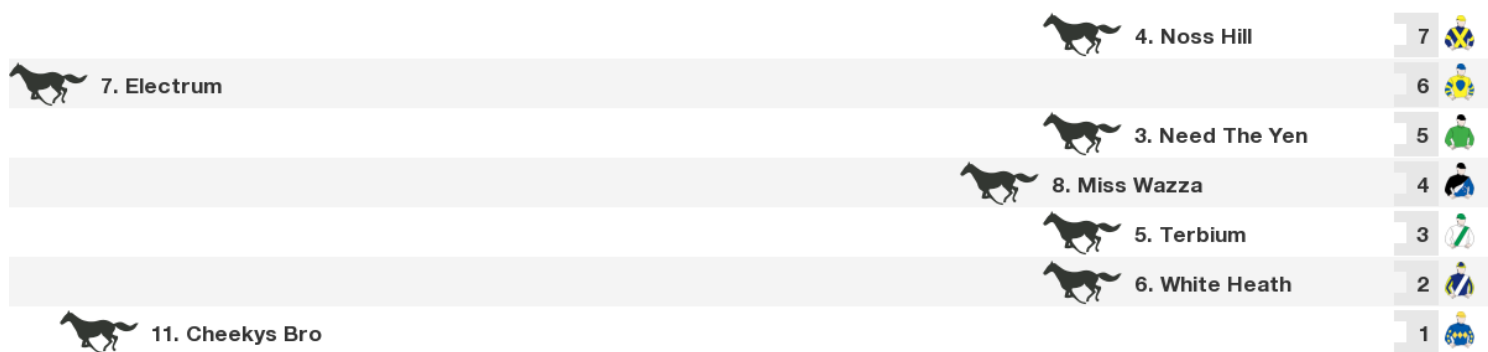 4. Noss Hill 7
7. Electrum 6
3. Need The Yen 5
8. Miss Wazza 4
5. Terbium 3
6. White Heath 2
11. Cheekys Bro 1